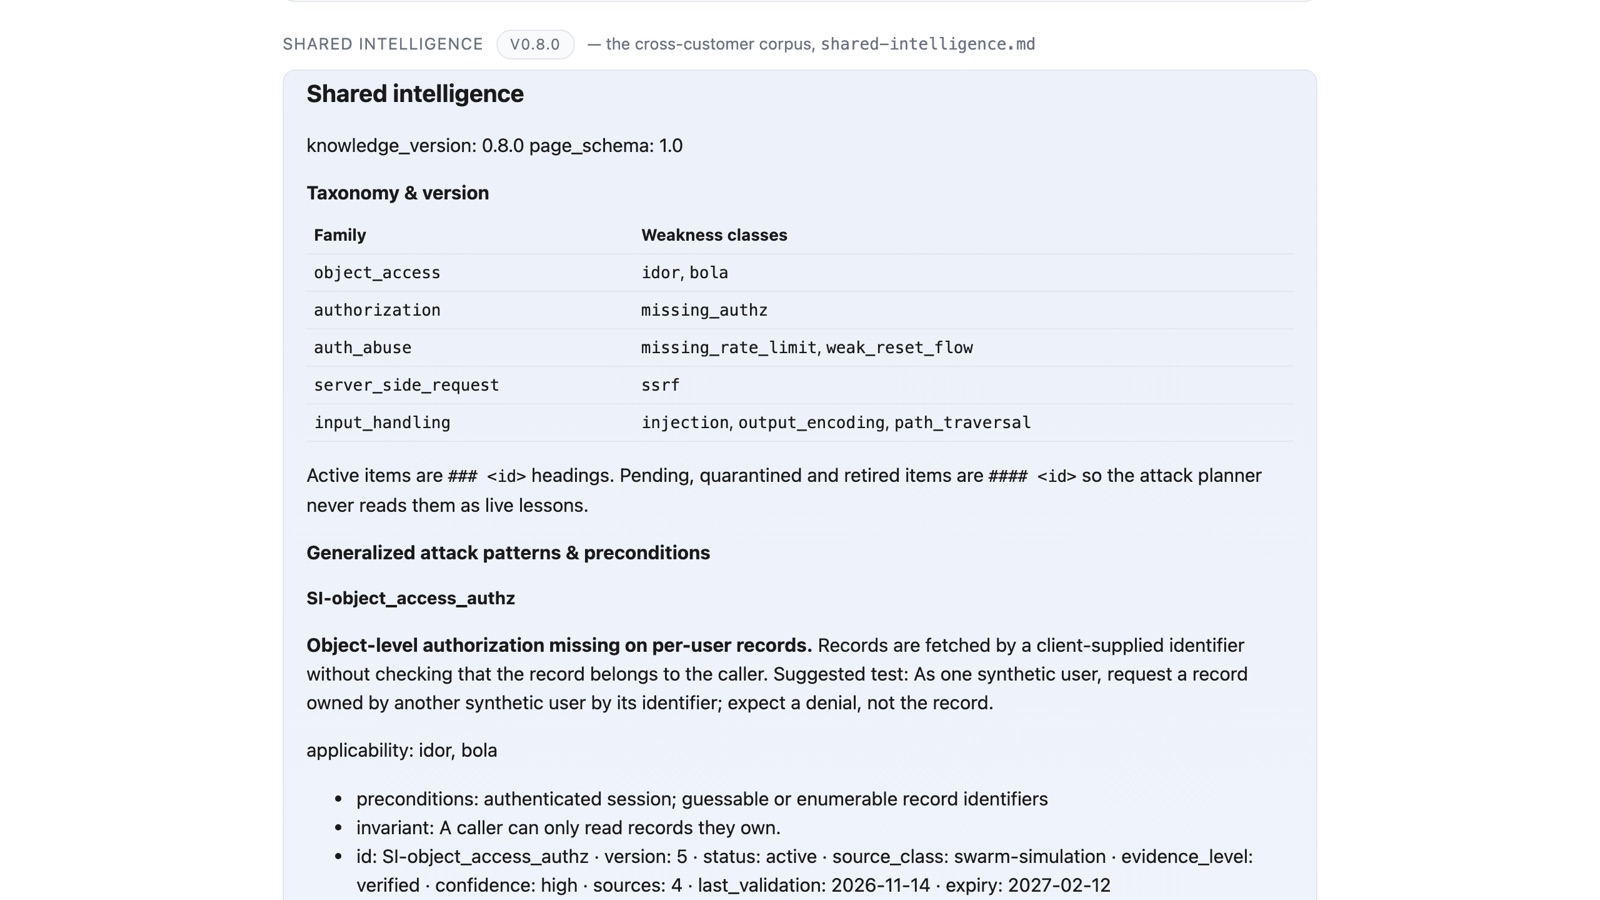 SHARED INTELLIGENCE V0.8.0 — the cross-customer corpus, shared-intelligence.md
Shared intelligence
knowledge_version: 0.8.0 page_schema: 1.0
Taxonomy & version
Family Weakness classes
object_access idor, bola
authorization missing_authz
auth_abuse missing_rate_limit, weak_reset_flow
server_side_request ssrf
input_handling injection, output_encoding, path_traversal
Active items are ### <id> headings. Pending, quarantined and retired items are #### <id> so the attack planner
never reads them as live lessons.
Generalized attack patterns & preconditions
SI-object_access_authz
Object-level authorization missing on per-user records. Records are fetched by a client-supplied identifier
without checking that the record belongs to the caller. Suggested test: As one synthetic user, request a record
owned by another synthetic user by its identifier; expect a denial, not the record.
applicability: idor, bola
• preconditions: authenticated session; guessable or enumerable record identifiers
• invariant: A caller can only read records they own.
• id: SI-object_access_authz · version: 5 · status: active · source_class: swarm-simulation · evidence_level:
verified · confidence: high · sources: 4 · last_validation: 2026-11-14 · expiry: 2027-02-12